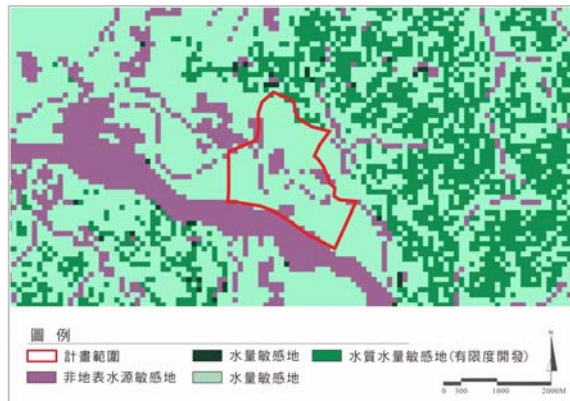 圖 例
計畫範圍 水量敏感地 水質水量敏感地(有限度開發)
非地表水源敏感地 水量敏感地
N
0 500 1000 2000M